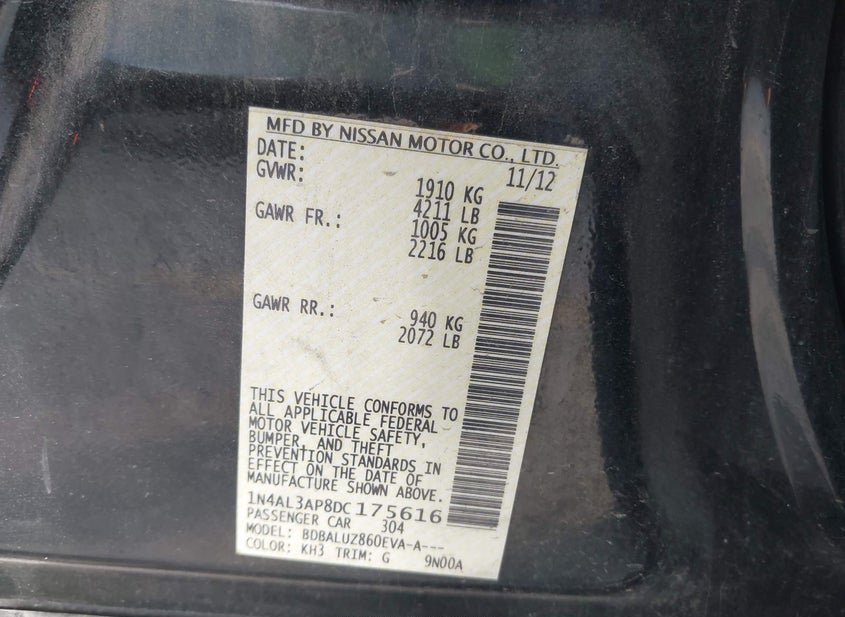 MFD BY NISSAN MOTOR CO., LTD.
DATE: 11/12
GVWR: 1910 KG
4211 LB
GAWR FR.: 1005 KG
2216 LB
GAWR RR.: 940 KG
2072 LB
THIS VEHICLE CONFORMS TO
ALL APPLICABLE FEDERAL
MOTOR VEHICLE SAFETY,
BUMPER, AND THEFT
PREVENTION STANDARDS IN
EFFECT ON THE DATE OF
MANUFACTURE SHOWN ABOVE.
1N4AL3AP8DC175616
PASSENGER CAR 304
MODEL: BDBALUZ860EVA-A---
COLOR: KH3 TRIM: G 9N00A